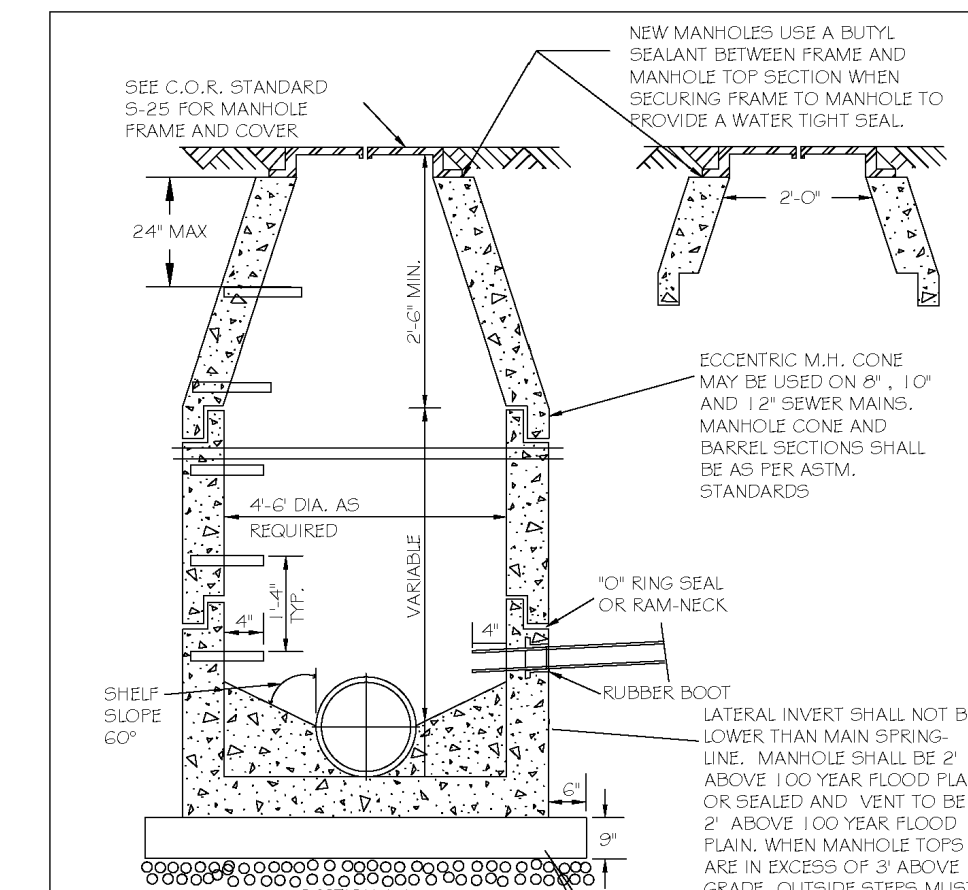 NEW MANHOLES USE A BUTYL
SEALANT BETWEEN FRAME AND
MANHOLE TOP SECTION WHEN
SECURING FRAME TO MANHOLE TO
PROVIDE A WATER TIGHT SEAL.
SEE C.O.R. STANDARD
S-25 FOR MANHOLE
FRAME AND COVER
24" MAX
2'-0"
2'-6" MIN.
ECCENTRIC M.H. CONE
MAY BE USED ON 8", 10"
AND 12" SEWER MAINS.
MANHOLE CONE AND
BARREL SECTIONS SHALL
BE AS PER ASTM.
STANDARDS
4'-6' DIA. AS
REQUIRED
VARIABLE
1'-4"
TYP.
4"
4"
"O" RING SEAL
OR RAM-NECK
RUBBER BOOT
SHELF
SLOPE
60°
LATERAL INVERT SHALL NOT B
LOWER THAN MAIN SPRING-
LINE. MANHOLE SHALL BE 2'
ABOVE 100 YEAR FLOOD PLA
OR SEALED AND VENT TO BE
2' ABOVE 100 YEAR FLOOD
PLAIN. WHEN MANHOLE TOPS
ARE IN EXCESS OF 3' ABOVE
GRADE, OUTSIDE STEPS MUS
6"
9"